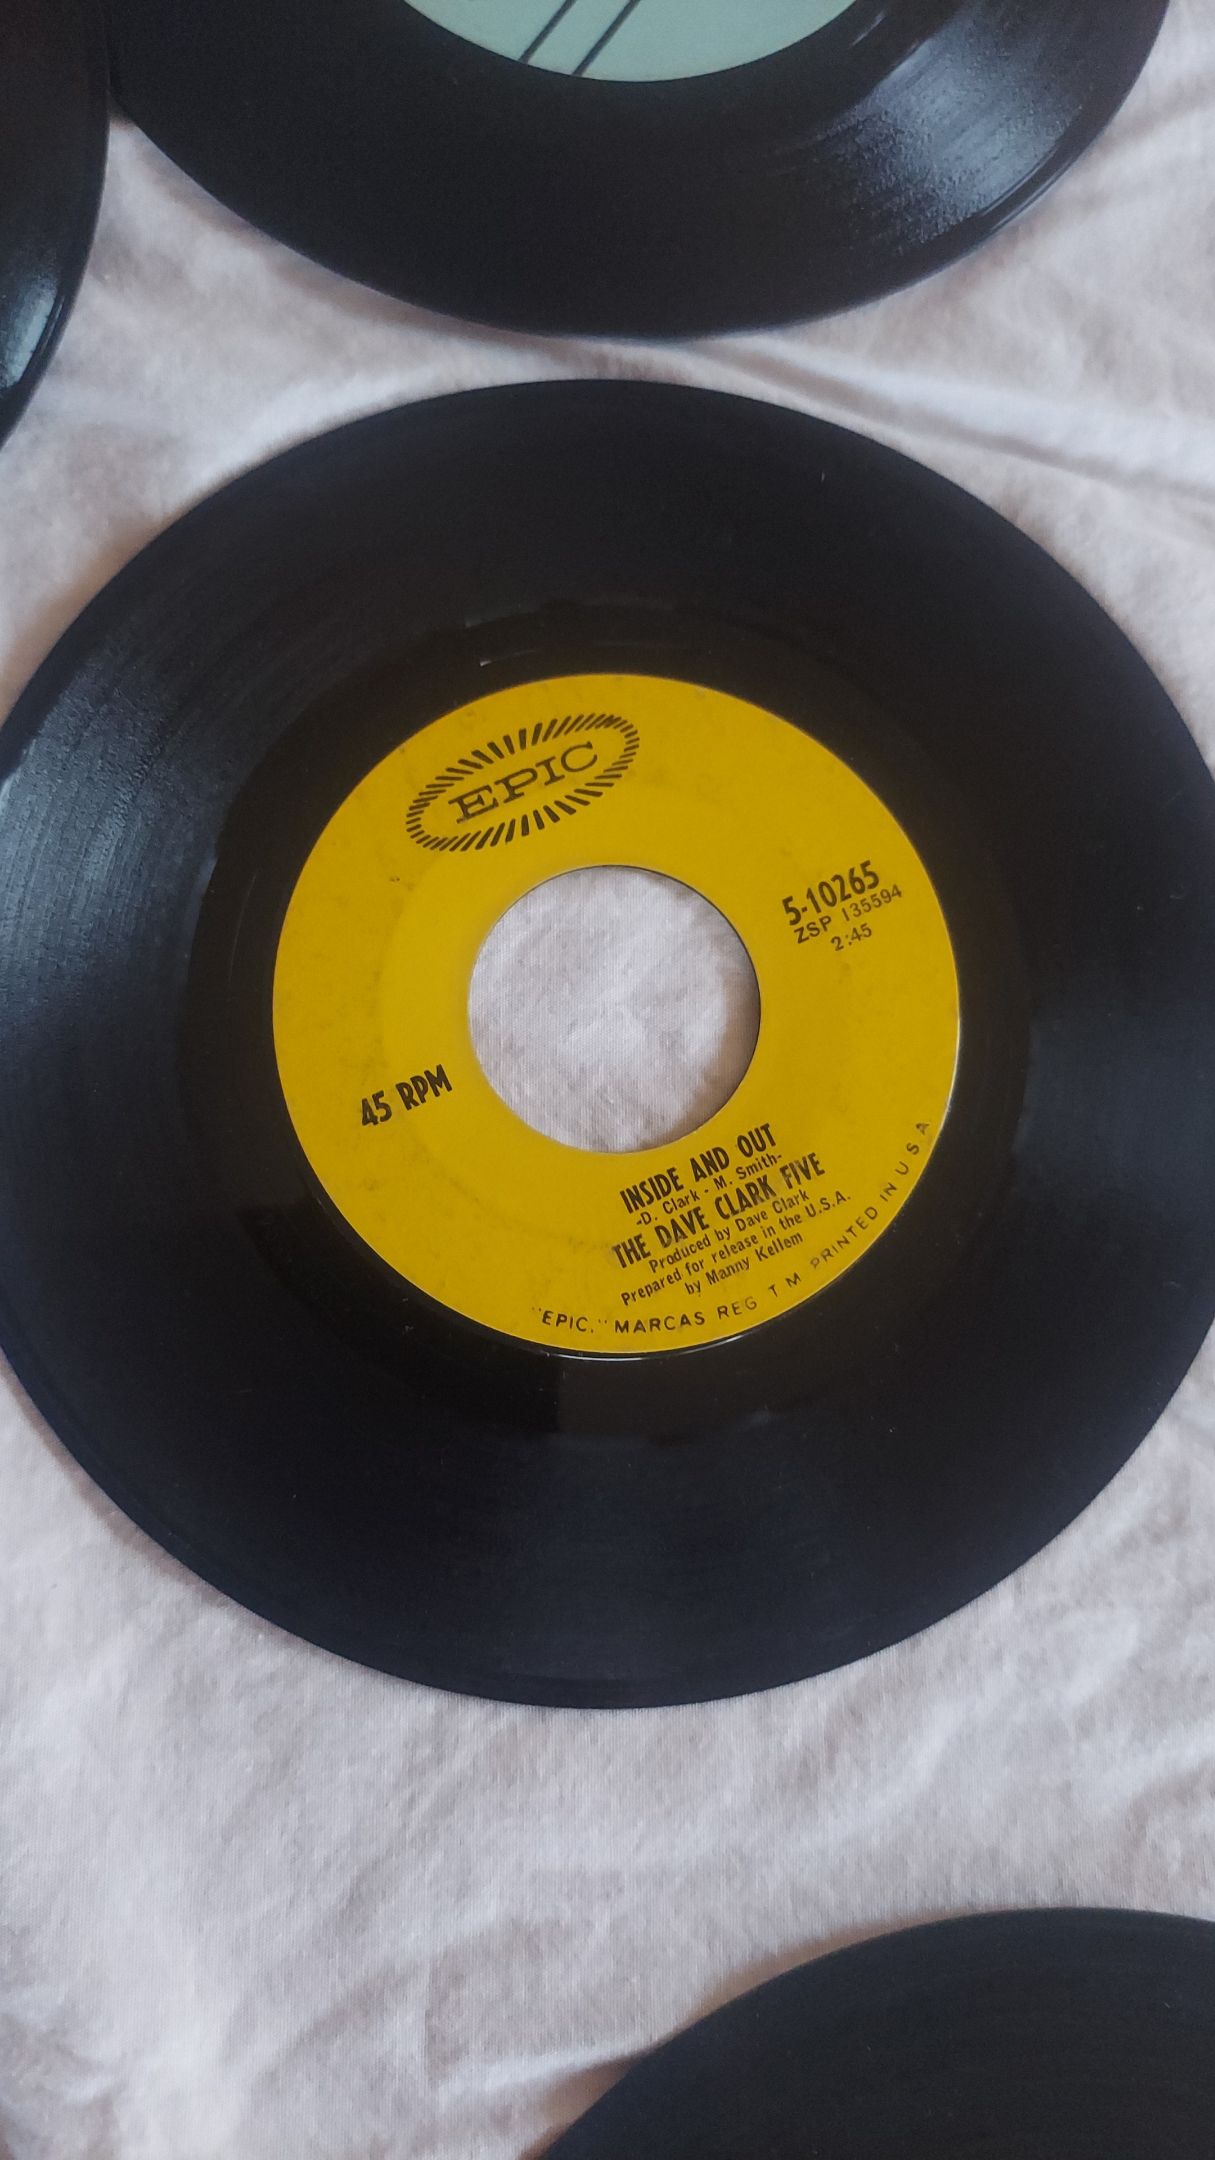 EPIC
5-10265
ZSP 135594
2:45
45 RPM
INSIDE AND OUT
-D. Clark - M. Smith-
THE DAVE CLARK FIVE
Produced by Dave Clark
Prepared for release in the U.S.A.
by Manny Kellem
"EPIC," MARCAS REG T M PRINTED IN U S A